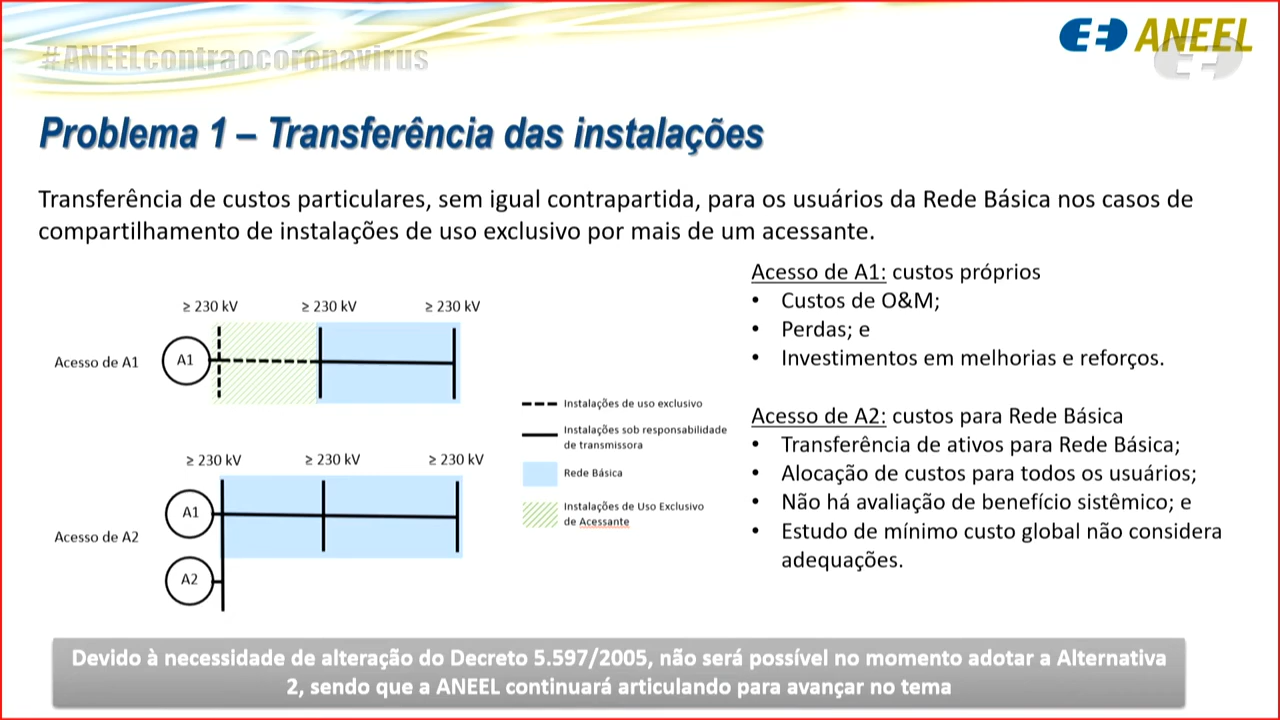 #ANEELcontraocoronavirus
ANEEL
Problema 1 – Transferência das instalações
Transferência de custos particulares, sem igual contrapartida, para os usuários da Rede Básica nos casos de
compartilhamento de instalações de uso exclusivo por mais de um acessante.
≥ 230 kV ≥ 230 kV ≥ 230 kV
Acesso de A1
A1
≥ 230 kV ≥ 230 kV ≥ 230 kV
A1
Acesso de A2
A2
Instalações de uso exclusivo
Instalações sob responsabilidade
de transmissora
Rede Básica
Instalações de Uso Exclusivo
de Acessante
Acesso de A1: custos próprios
• Custos de O&M;
• Perdas; e
• Investimentos em melhorias e reforços.
Acesso de A2: custos para Rede Básica
• Transferência de ativos para Rede Básica;
• Alocação de custos para todos os usuários;
• Não há avaliação de benefício sistêmico; e
• Estudo de mínimo custo global não considera
adequações.
Devido à necessidade de alteração do Decreto 5.597/2005, não será possível no momento adotar a Alternativa
2, sendo que a ANEEL continuará articulando para avançar no tema